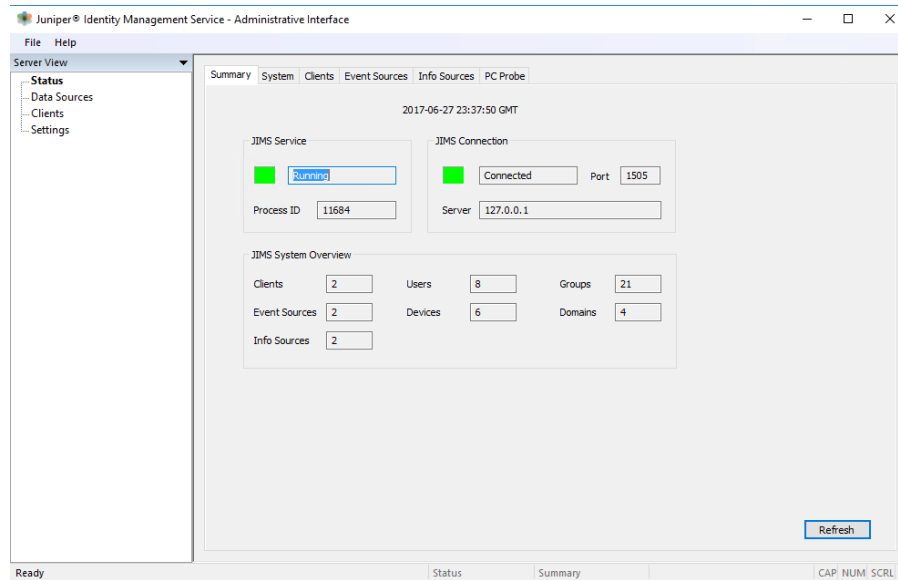 Juniper® Identity Management Service - Administrative Interface
File Help
Server View
Status
Data Sources
Clients
Settings
Summary System Clients Event Sources Info Sources PC Probe
2017-06-27 23:37:50 GMT
JIMS Service
Running
Process ID 11684
JIMS Connection
Connected Port 1505
Server 127.0.0.1
JIMS System Overview
Clients 2 Users 8 Groups 21
Event Sources 2 Devices 6 Domains 4
Info Sources 2
Refresh
Ready Status Summary CAP NUM SCRL